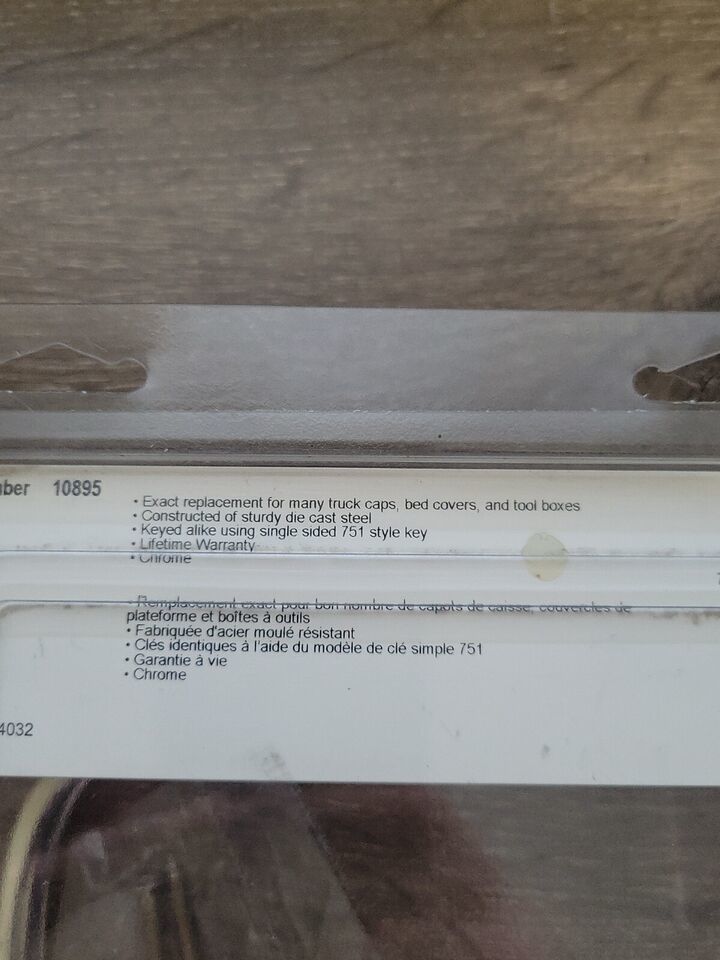 ber 10895
• Exact replacement for many truck caps, bed covers, and tool boxes
• Constructed of sturdy die cast steel
• Keyed alike using single sided 751 style key
• Lifetime Warranty
• Chrome
• Remplacement exact pour bon nombre de capots de caisse, couvercles de
plateforme et boîtes à outils
• Fabriquée d'acier moulé résistant
• Clés identiques à l'aide du modèle de clé simple 751
• Garantie à vie
• Chrome
4032